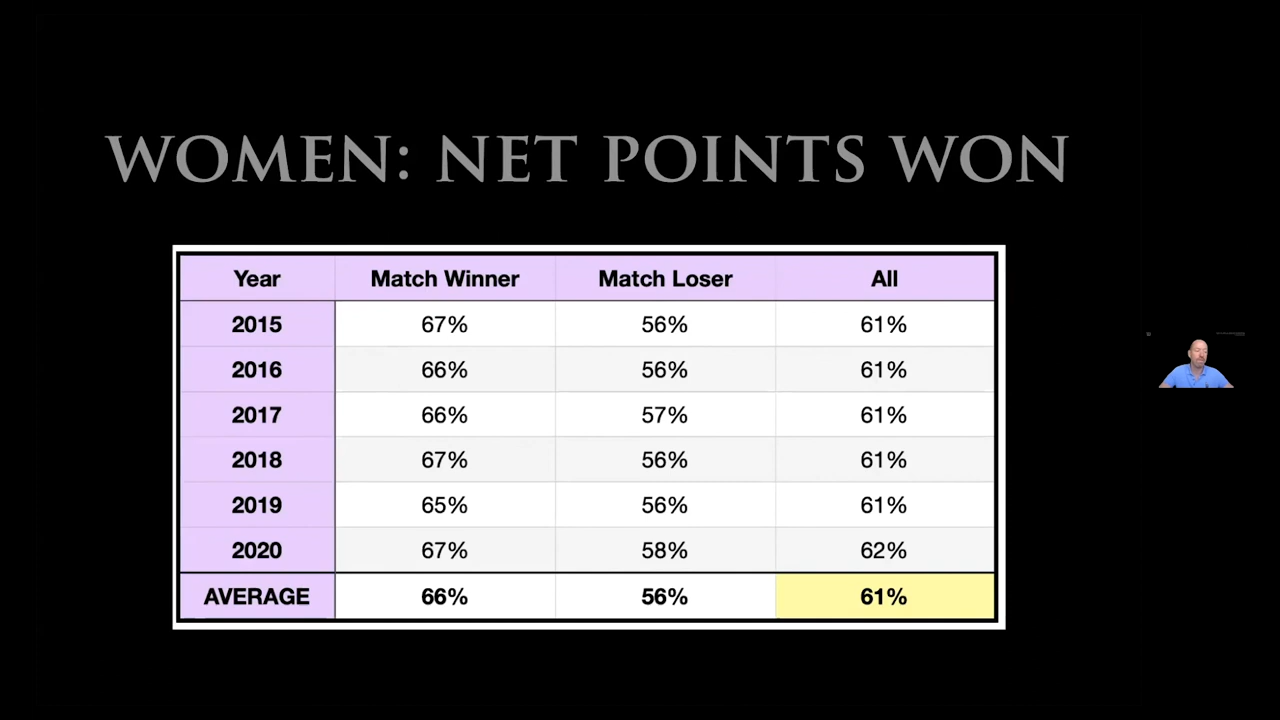 WOMEN: NET POINTS WON
Year Match Winner Match Loser All
2015 67% 56% 61%
2016 66% 56% 61%
2017 66% 57% 61%
2018 67% 56% 61%
2019 65% 56% 61%
2020 67% 58% 62%
AVERAGE 66% 56% 61%